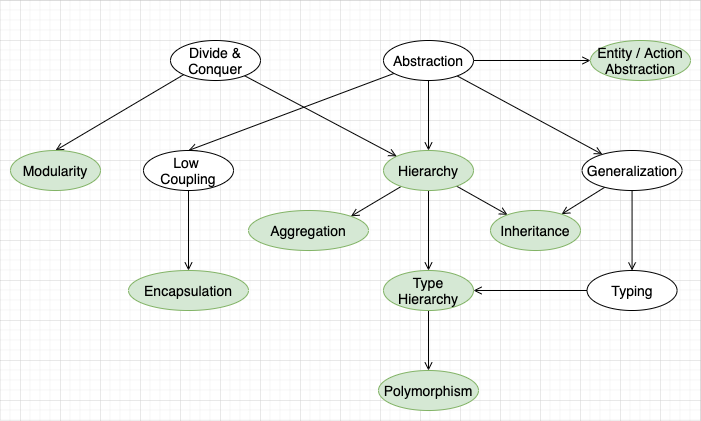 Divide &
Conquer
Abstraction
Entity / Action
Abstraction
Modularity
Low
Coupling
Hierarchy
Generalization
Aggregation
Inheritance
Encapsulation
Type
Hierarchy
Typing
Polymorphism